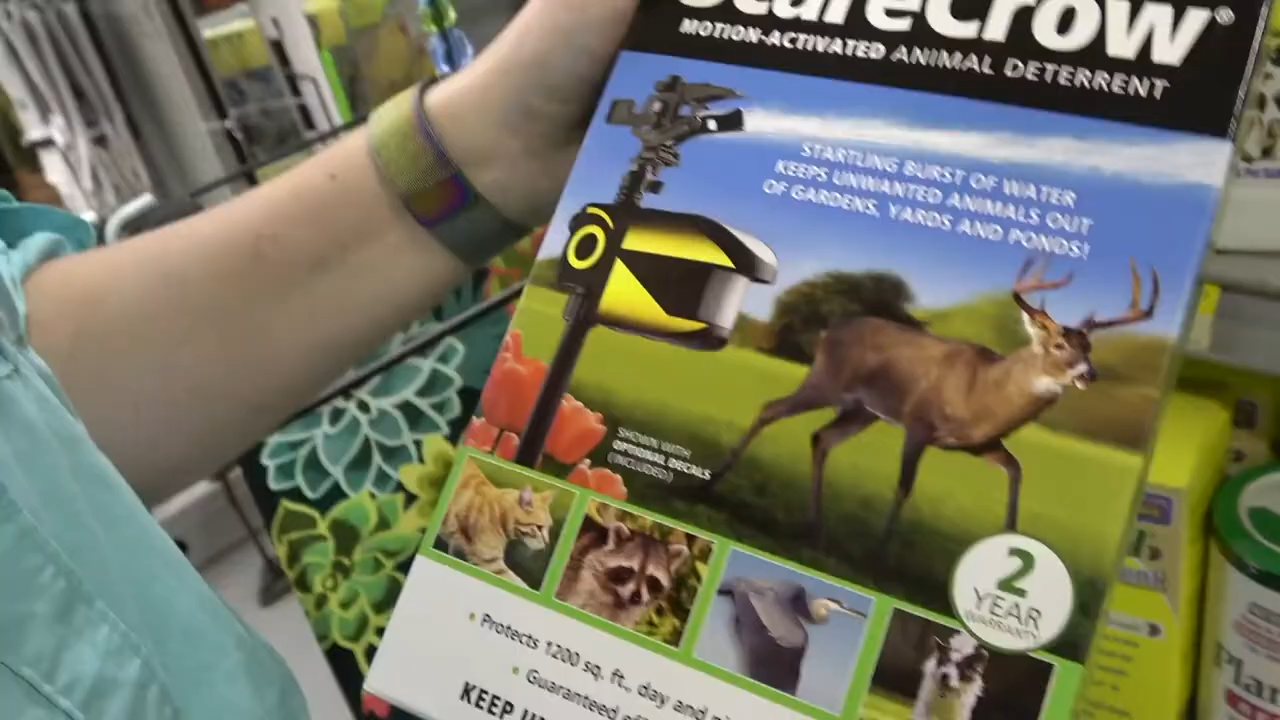 ScareCrow®
MOTION-ACTIVATED ANIMAL DETERRENT
STARTLING BURST OF WATER
KEEPS UNWANTED ANIMALS OUT
OF GARDENS, YARDS AND PONDS!
SHOWN WITH
OPTIONAL DECALS
(INCLUDED)
2
YEAR
WARRANTY
• Protects 1200 sq. ft., day and
• Guaranteed
KEEP